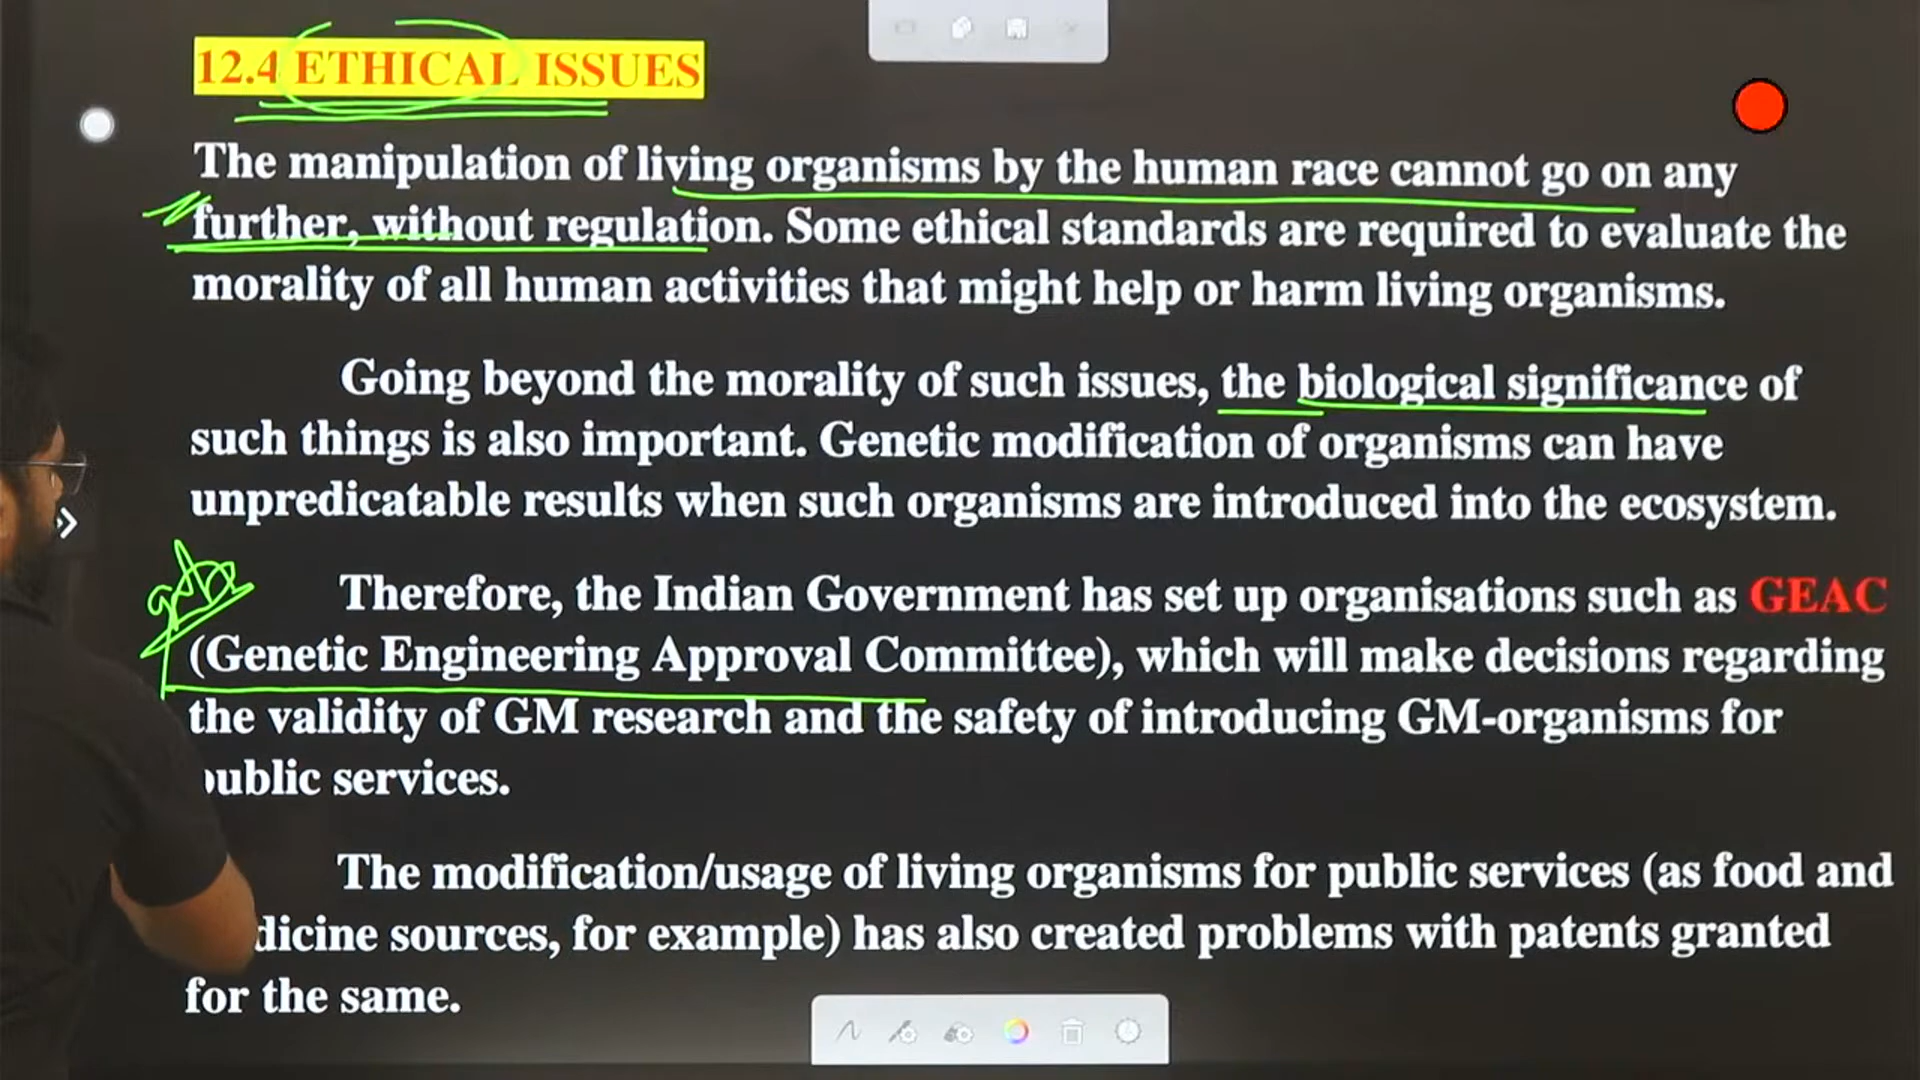 12.4 ETHICAL ISSUES
The manipulation of living organisms by the human race cannot go on any
further, without regulation. Some ethical standards are required to evaluate the
morality of all human activities that might help or harm living organisms.
Going beyond the morality of such issues, the biological significance of
such things is also important. Genetic modification of organisms can have
unpredicatable results when such organisms are introduced into the ecosystem.
Therefore, the Indian Government has set up organisations such as GEAC
(Genetic Engineering Approval Committee), which will make decisions regarding
the validity of GM research and the safety of introducing GM-organisms for
ublic services.
The modification/usage of living organisms for public services (as food and
dicine sources, for example) has also created problems with patents granted
for the same.